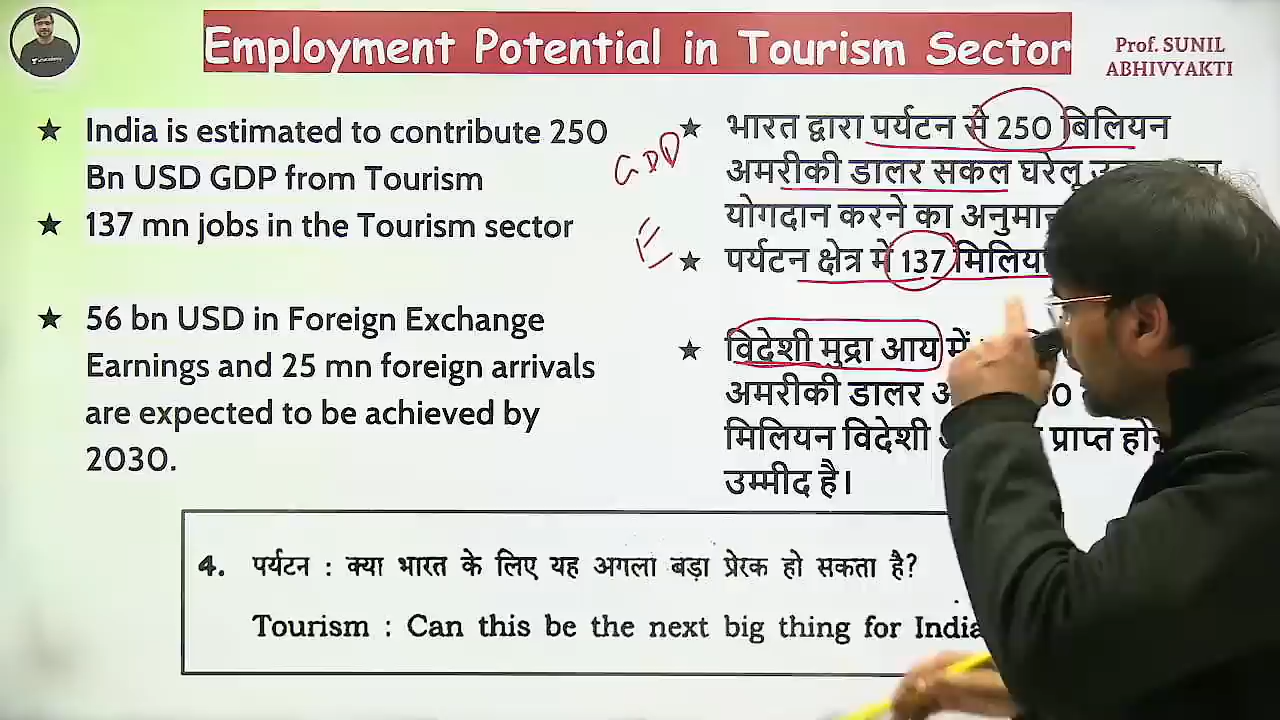 Employment Potential in Tourism Sector
Prof. SUNIL
ABHIVYAKTI
★ India is estimated to contribute 250
Bn USD GDP from Tourism
★ 137 mn jobs in the Tourism sector
★ 56 bn USD in Foreign Exchange
Earnings and 25 mn foreign arrivals
are expected to be achieved by
2030.
★ भारत द्वारा पर्यटन से 250 बिलियन
अमरीकी डालर सकल घरेलू
योगदान करने का
★ पर्यटन क्षेत्र में 137
★ विदेशी मुद्रा आय में
अमरीकी डालर
मिलियन विदेशी प्राप्त
उम्मीद है।
GDP
E
4. पर्यटन : क्या भारत के लिए यह अगला बड़ा प्रेरक हो सकता है?
Tourism : Can this be the next big thing for India